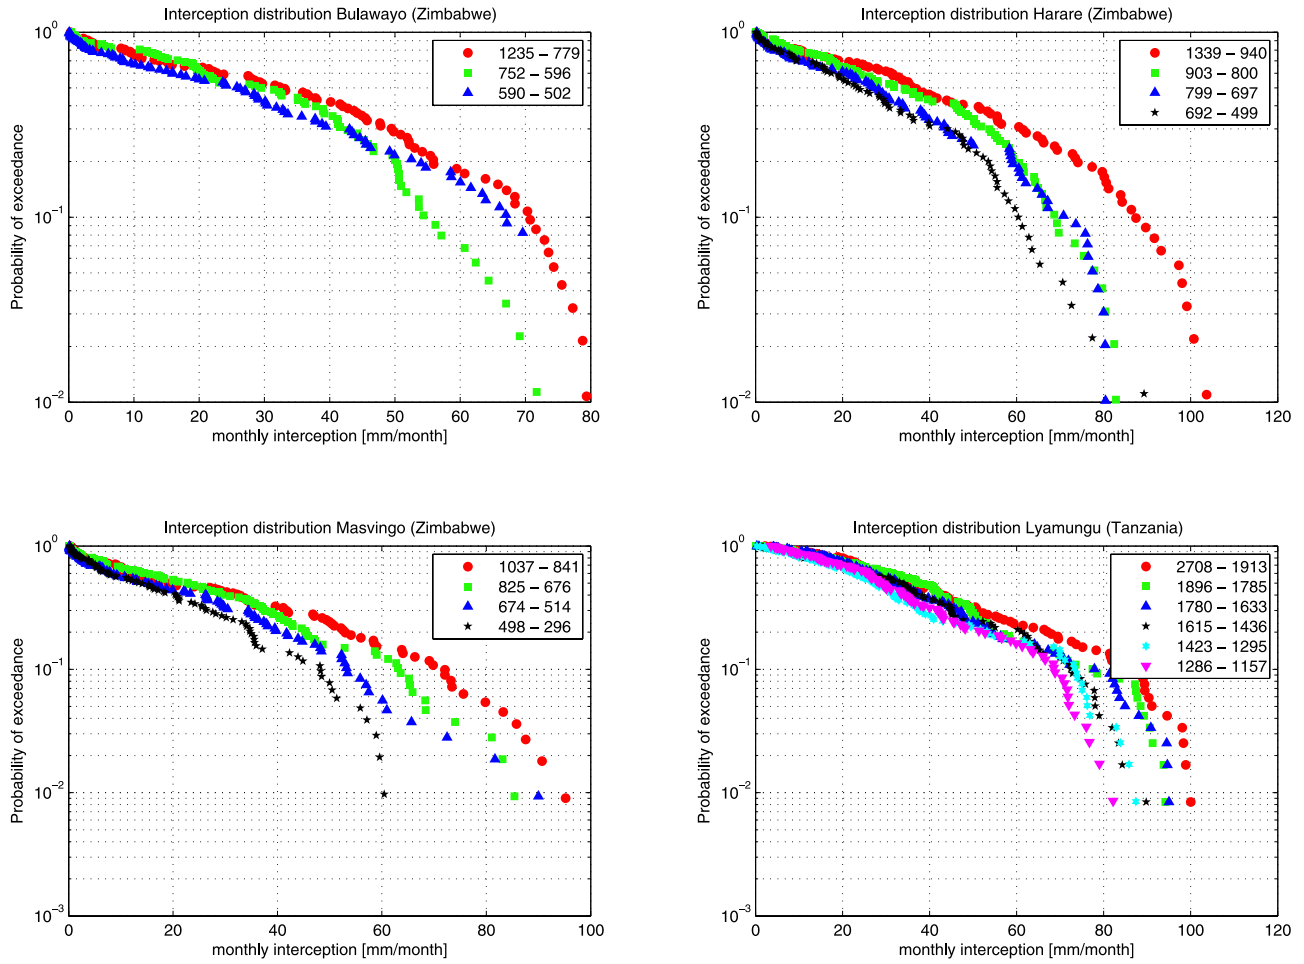 Interception distribution Bulawayo (Zimbabwe)
10^0
10^−1
10^−2
Probability of exceedance
1235 − 779
752 − 596
590 − 502
0 10 20 30 40 50 60 70 80
monthly interception [mm/month]
Interception distribution Harare (Zimbabwe)
10^0
10^−1
10^−2
Probability of exceedance
1339 − 940
903 − 800
799 − 697
692 − 499
0 20 40 60 80 100 120
monthly interception [mm/month]
Interception distribution Masvingo (Zimbabwe)
10^0
10^−1
10^−2
10^−3
Probability of exceedance
1037 − 841
825 − 676
674 − 514
498 − 296
0 20 40 60 80 100
monthly interception [mm/month]
Interception distribution Lyamungu (Tanzania)
10^0
10^−1
10^−2
10^−3
Probability of exceedance
2708 − 1913
1896 − 1785
1780 − 1633
1615 − 1436
1423 − 1295
1286 − 1157
0 20 40 60 80 100 120
monthly interception [mm/month]